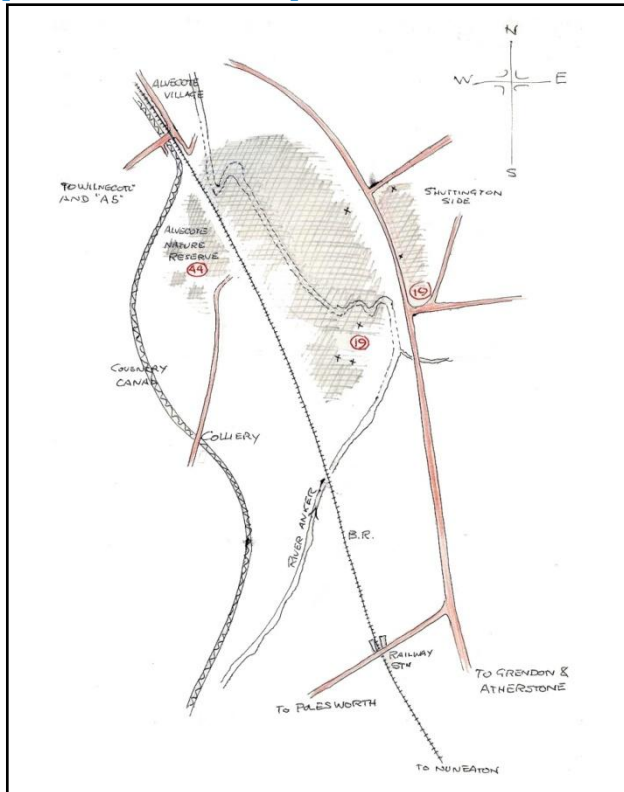 N
W
E
S
ALVECOTE
VILLAGE
TO WILNECOTE
AND "A5"
SHUTTINGTON
SIDE
ALVECOTE
NATURE
RESERVE
44
19
19
COVENTRY
CANAL
COLLIERY
RIVER ANKER
B.R.
RAILWAY
STN
TO POLESWORTH
TO GRENDON &
ATHERSTONE
TO NUNEATON